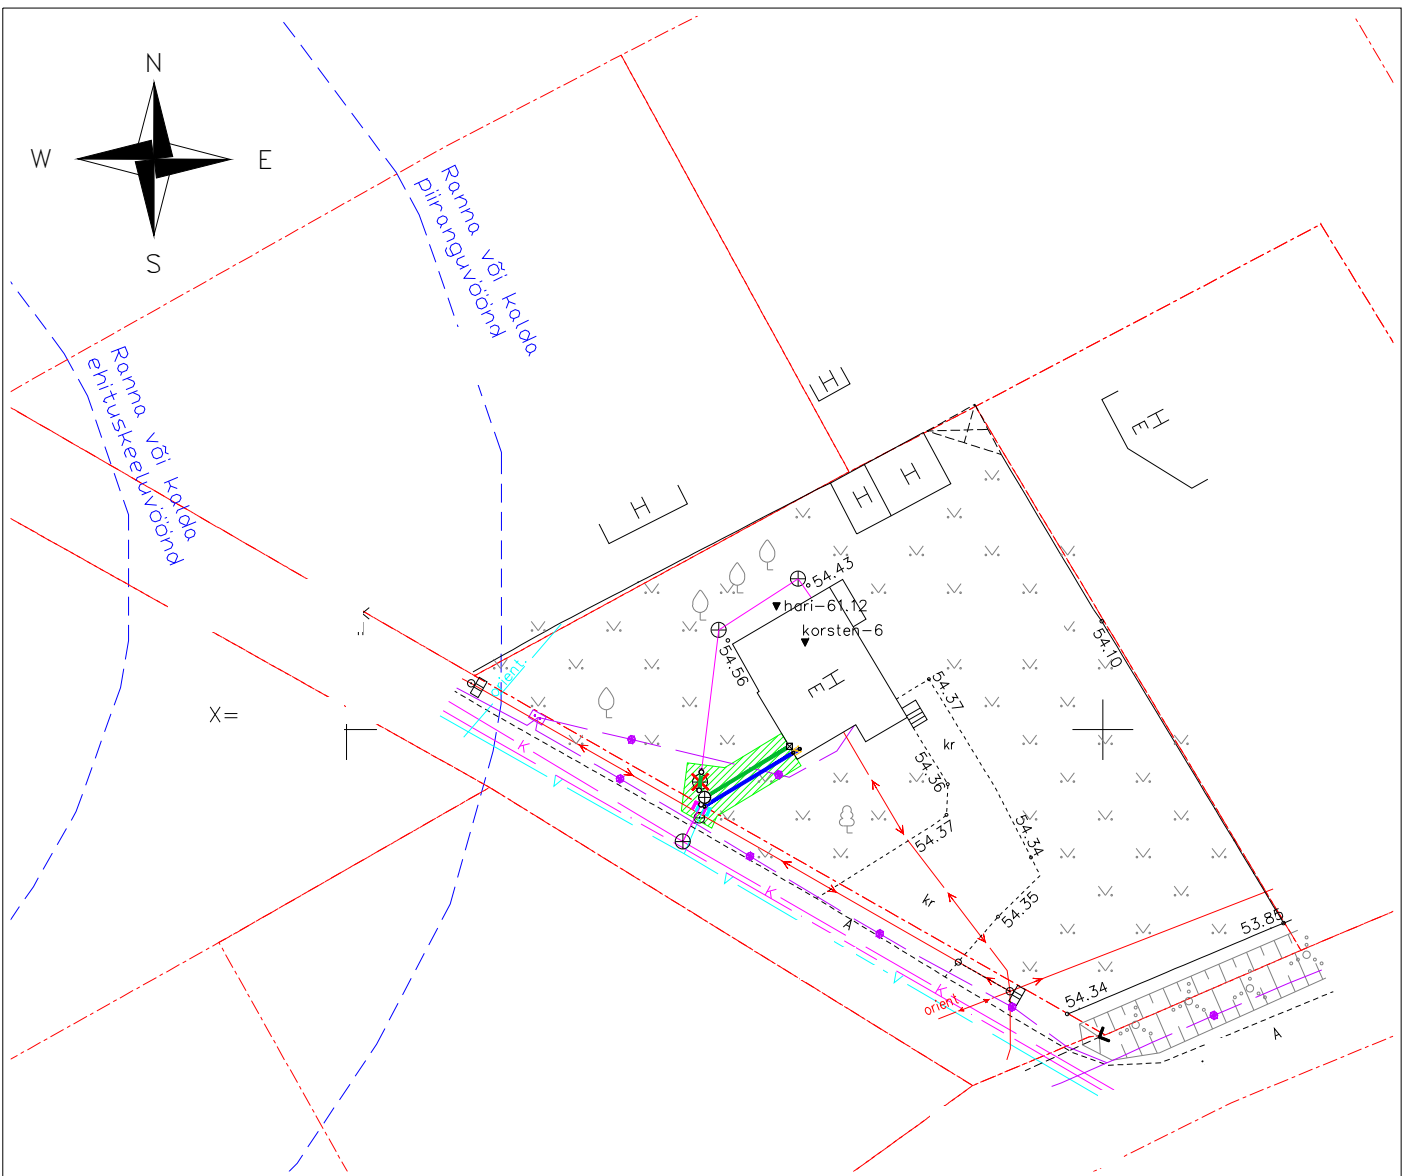 N
W
E
S
Ranna või kalda
piiranguvöönd
Ranna või kalda
ehituskeeluvöönd
H
H
E
H
H
H
54.43
hari-61.12
korsten-6
54.56
H
E
54.10
orient.
X=
54.37
kr
54.36
K
V
54.37
54.34
kr
54.35
K
V
A
53.85
K
V
orient.
54.34
A